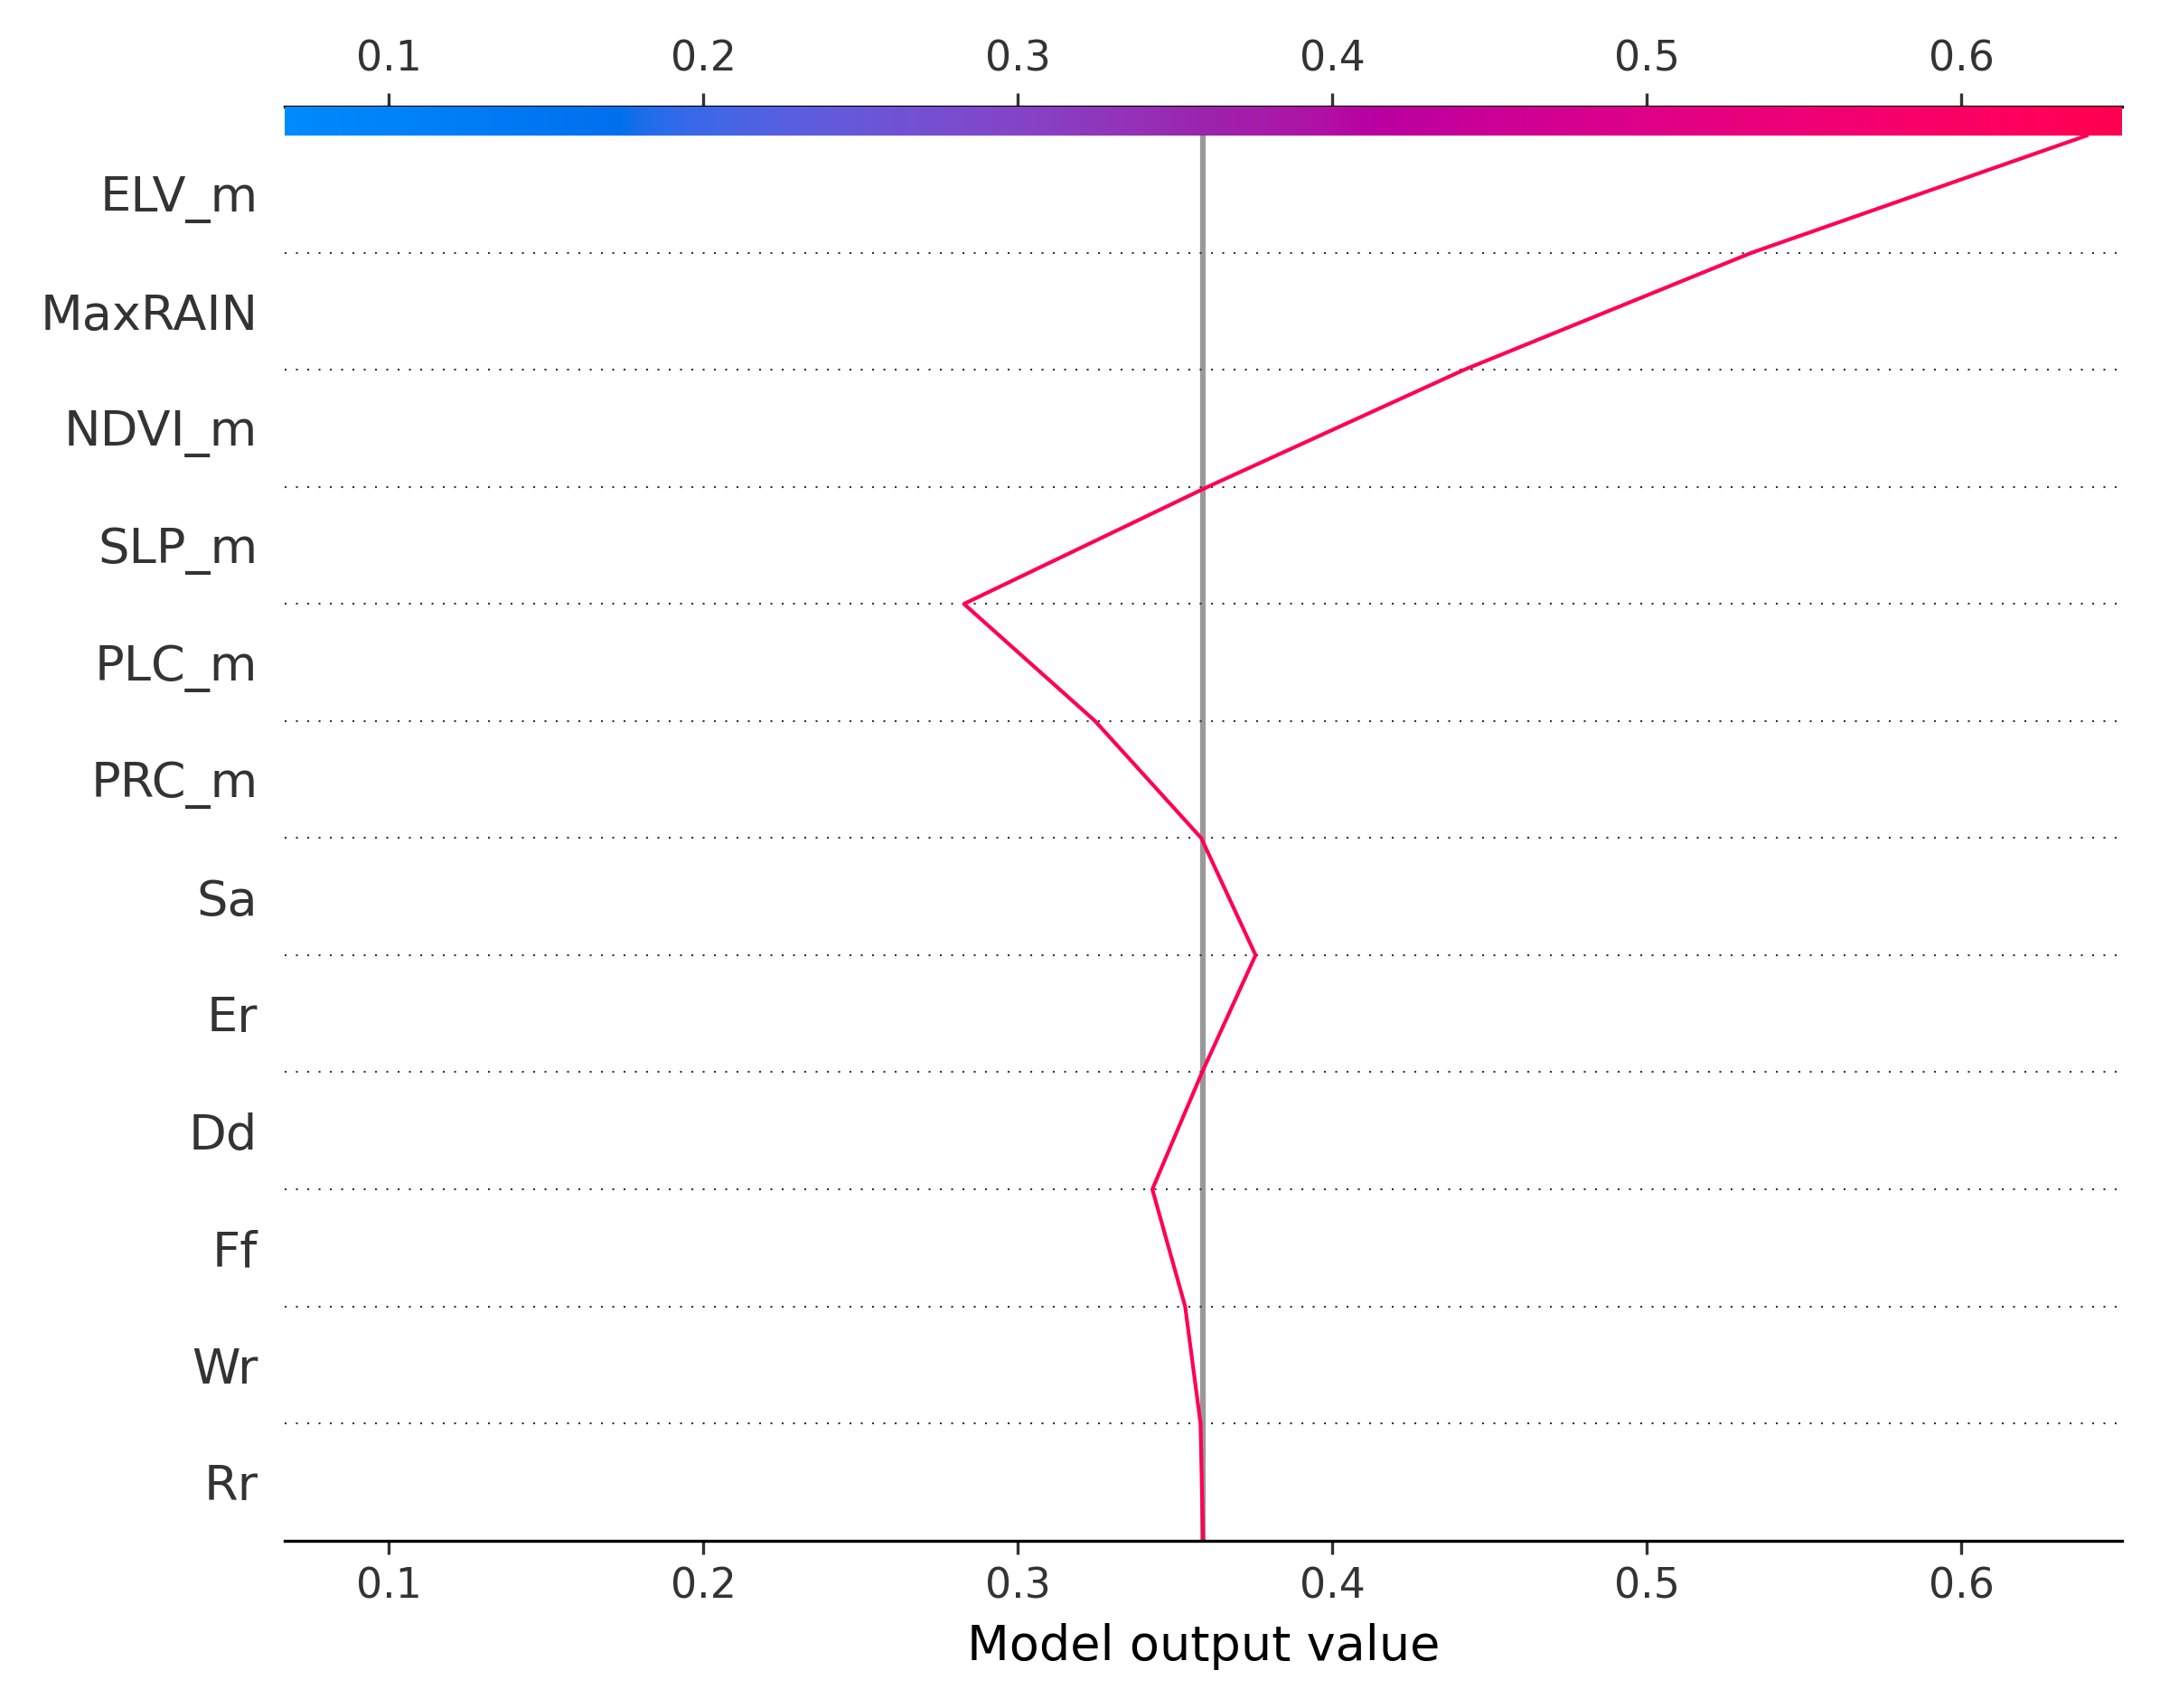 0.1 0.2 0.3 0.4 0.5 0.6
ELV_m
MaxRAIN
NDVI_m
SLP_m
PLC_m
PRC_m
Sa
Er
Dd
Ff
Wr
Rr
0.1 0.2 0.3 0.4 0.5 0.6
Model output value